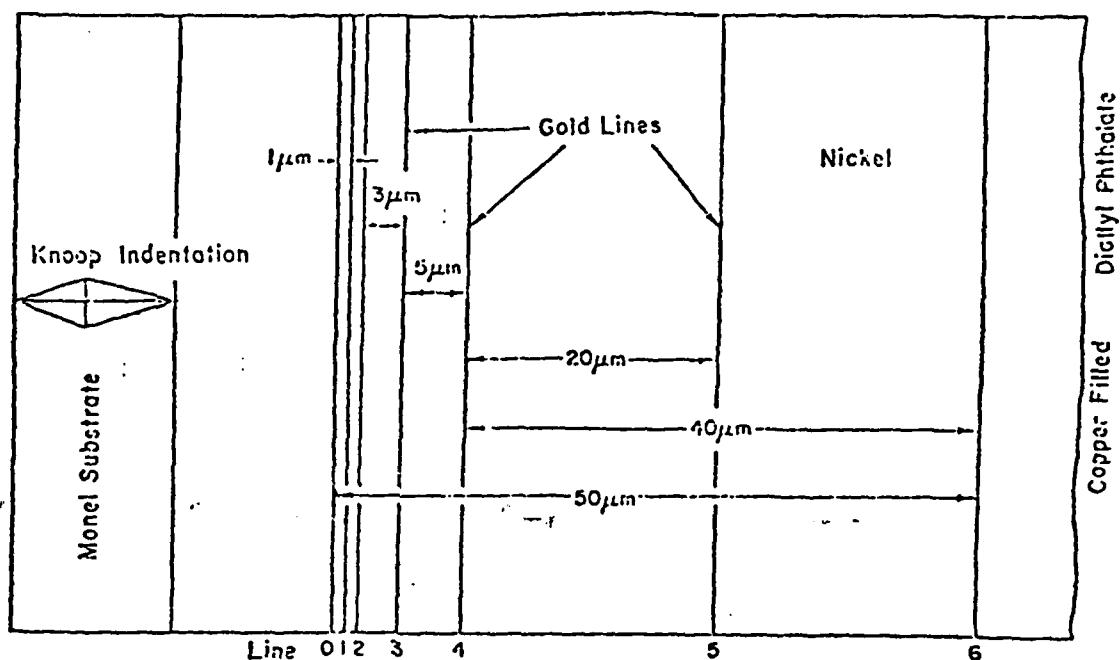 Gold Lines
1μm
Nickel
3μm
Knoop Indentation
5μm
20μm
40μm
50μm
Monel Substrate
Copper Filled Diallyl Phthalate
Line 0 1 2 3 4 5 6